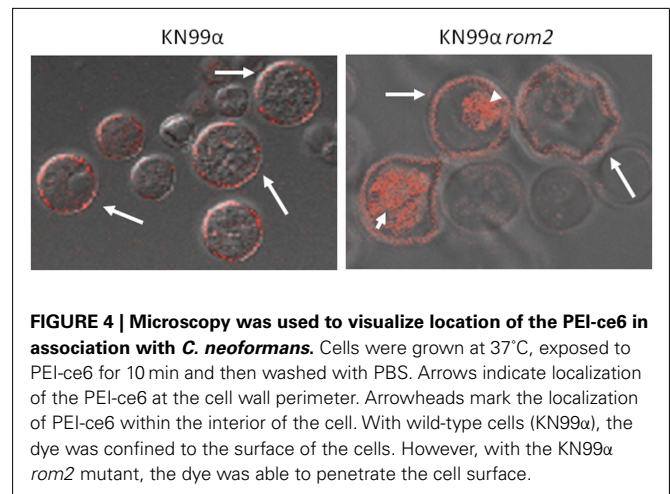 KN99α
KN99α rom2
FIGURE 4 | Microscopy was used to visualize location of the PEI-ce6 in
association with C. neoformans. Cells were grown at 37˚C, exposed to
PEI-ce6 for 10 min and then washed with PBS. Arrows indicate localization
of the PEI-ce6 at the cell wall perimeter. Arrowheads mark the localization
of PEI-ce6 within the interior of the cell. With wild-type cells (KN99α), the
dye was confined to the surface of the cells. However, with the KN99α
rom2 mutant, the dye was able to penetrate the cell surface.